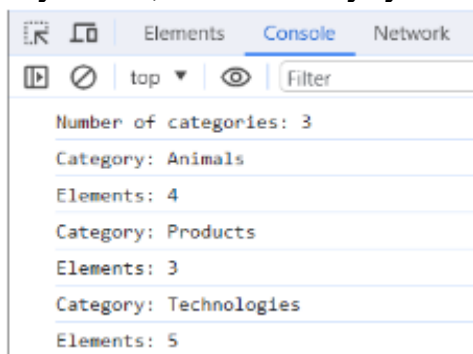 Elements Console Network
top Filter
Number of categories: 3
Category: Animals
Elements: 4
Category: Products
Elements: 3
Category: Technologies
Elements: 5